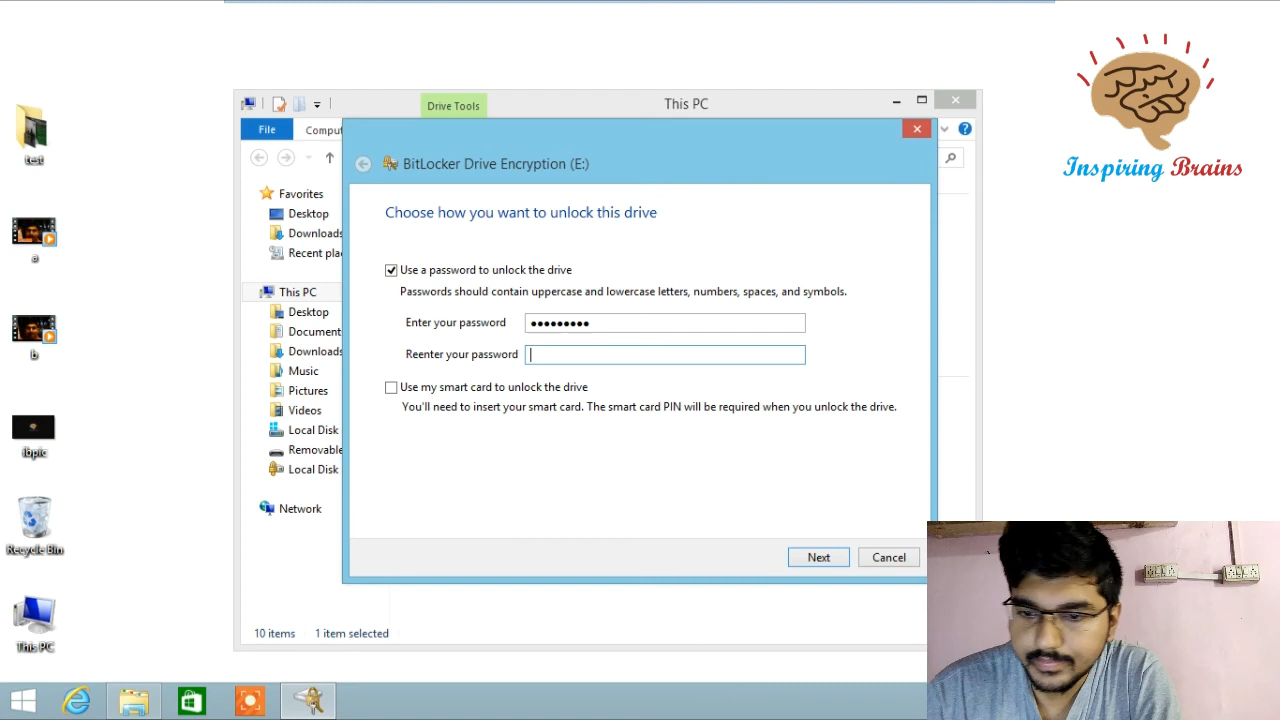 Drive Tools
This PC
File
Comput
BitLocker Drive Encryption (E:)
Choose how you want to unlock this drive
Use a password to unlock the drive
Passwords should contain uppercase and lowercase letters, numbers, spaces, and symbols.
Enter your password
Reenter your password
Use my smart card to unlock the drive
You'll need to insert your smart card. The smart card PIN will be required when you unlock the drive.
Next
Cancel
Favorites
Desktop
Downloads
Recent plac
This PC
Desktop
Document
Downloads
Music
Pictures
Videos
Local Disk
Removable
Local Disk
Network
10 items
1 item selected
test
a
b
ibpic
Recycle Bin
This PC
Inspiring Brains